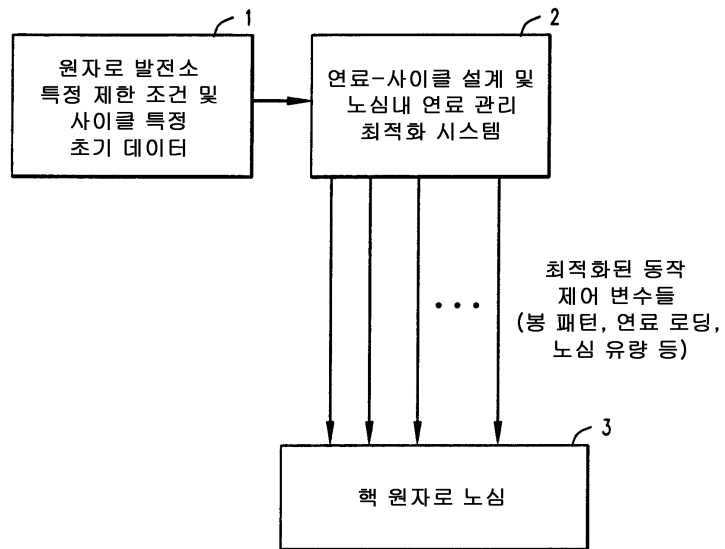 1
원자로 발전소
특정 제한 조건 및
사이클 특정
초기 데이터
2
연료-사이클 설계 및
노심내 연료 관리
최적화 시스템
최적화된 동작
제어 변수들
(봉 패턴, 연료 로딩,
노심 유량 등)
3
핵 원자로 노심